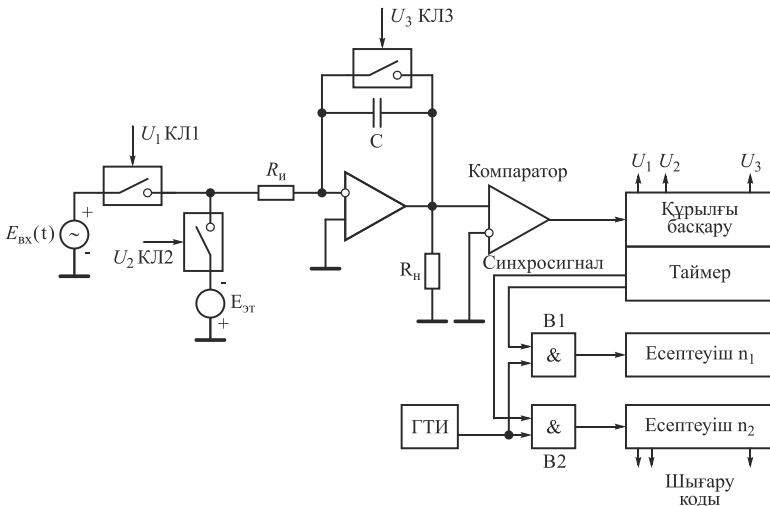 U₃ КЛ3
U₁ КЛ1
C
Rи
Компаратор
U₁ U₂ U₃
Құрылғы
басқару
+
Eвх(t)
~
-
U₂ КЛ2
-
Eэт
+
Rн
Синхросигнал
Таймер
В1
&
Есептеуіш n₁
ГТИ
&
Есептеуіш n₂
В2
Шығару
коды